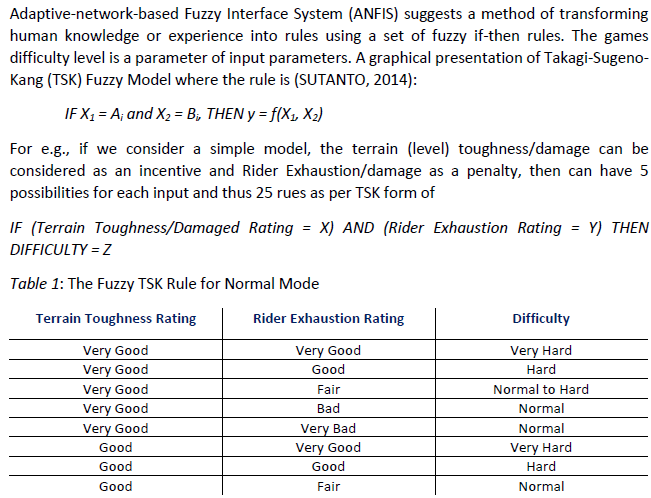 Adaptive-network-based Fuzzy Interface System (ANFIS) suggests a method of transforming
human knowledge or experience into rules using a set of fuzzy if-then rules. The games
difficulty level is a parameter of input parameters. A graphical presentation of Takagi-Sugeno-
Kang (TSK) Fuzzy Model where the rule is (SUTANTO, 2014):
IF X₁ = Aᵢ and X₂ = Bᵢ, THEN y = f(X₁, X₂)
For e.g., if we consider a simple model, the terrain (level) toughness/damage can be
considered as an incentive and Rider Exhaustion/damage as a penalty, then can have 5
possibilities for each input and thus 25 rues as per TSK form of
IF (Terrain Toughness/Damaged Rating = X) AND (Rider Exhaustion Rating = Y) THEN
DIFFICULTY = Z
Table 1: The Fuzzy TSK Rule for Normal Mode
Terrain Toughness Rating Rider Exhaustion Rating Difficulty
Very Good Very Good Very Hard
Very Good Good Hard
Very Good Fair Normal to Hard
Very Good Bad Normal
Very Good Very Bad Normal
Good Very Good Very Hard
Good Good Hard
Good Fair Normal